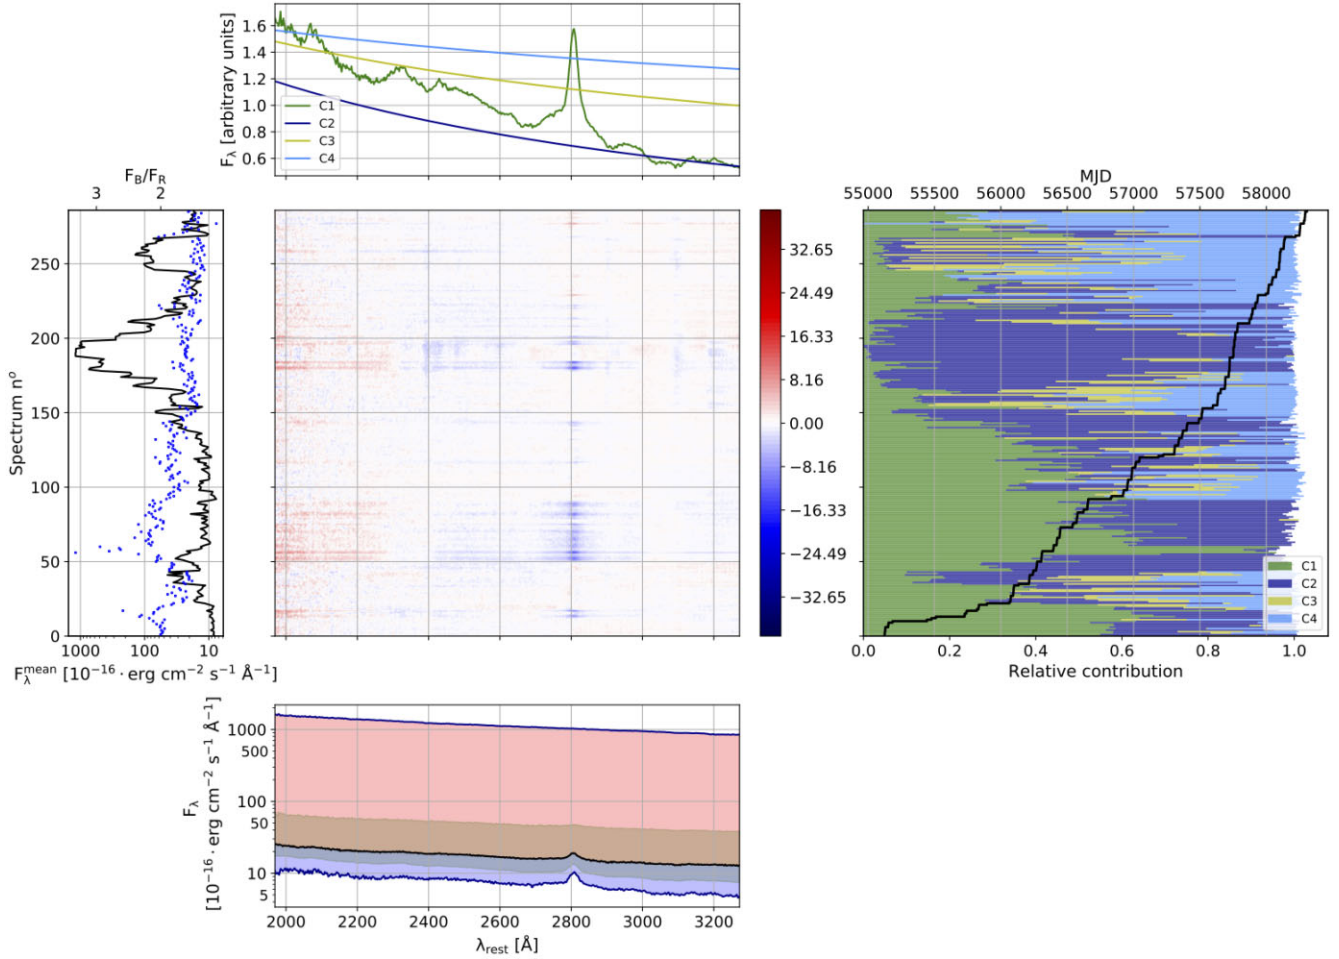 F_λ [arbitrary units]
1.6
1.4
1.2
1.0
0.8
0.6
C1
C2
C3
C4
F_B/F_R
3 2
Spectrum nº
250
200
150
100
50
0
1000 100 10
F_λ^mean [10⁻¹⁶ · erg cm⁻² s⁻¹ Å⁻¹]
32.65
24.49
16.33
8.16
0.00
−8.16
−16.33
−24.49
−32.65
MJD
55000 55500 56000 56500 57000 57500 58000
C1
C2
C3
C4
0.0 0.2 0.4 0.6 0.8 1.0
Relative contribution
F_λ
[10⁻¹⁶ · erg cm⁻² s⁻¹ Å⁻¹]
1000
500
100
50
10
5
2000 2200 2400 2600 2800 3000 3200
λ_rest [Å]